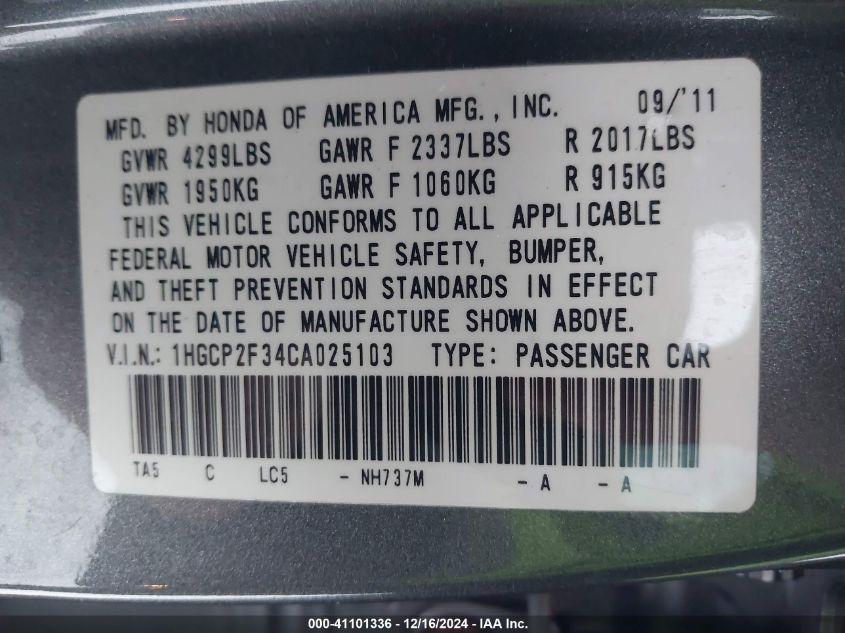 MFD. BY HONDA OF AMERICA MFG., INC. 09/'11
GVWR 4299LBS GAWR F 2337LBS R 2017LBS
GVWR 1950KG GAWR F 1060KG R 915KG
THIS VEHICLE CONFORMS TO ALL APPLICABLE
FEDERAL MOTOR VEHICLE SAFETY, BUMPER,
AND THEFT PREVENTION STANDARDS IN EFFECT
ON THE DATE OF MANUFACTURE SHOWN ABOVE.
V.I.N.: 1HGCP2F34CA025103 TYPE: PASSENGER CAR
TA5 C LC5 - NH737M - A - A
000-41101336 - 12/16/2024 - IAA Inc.